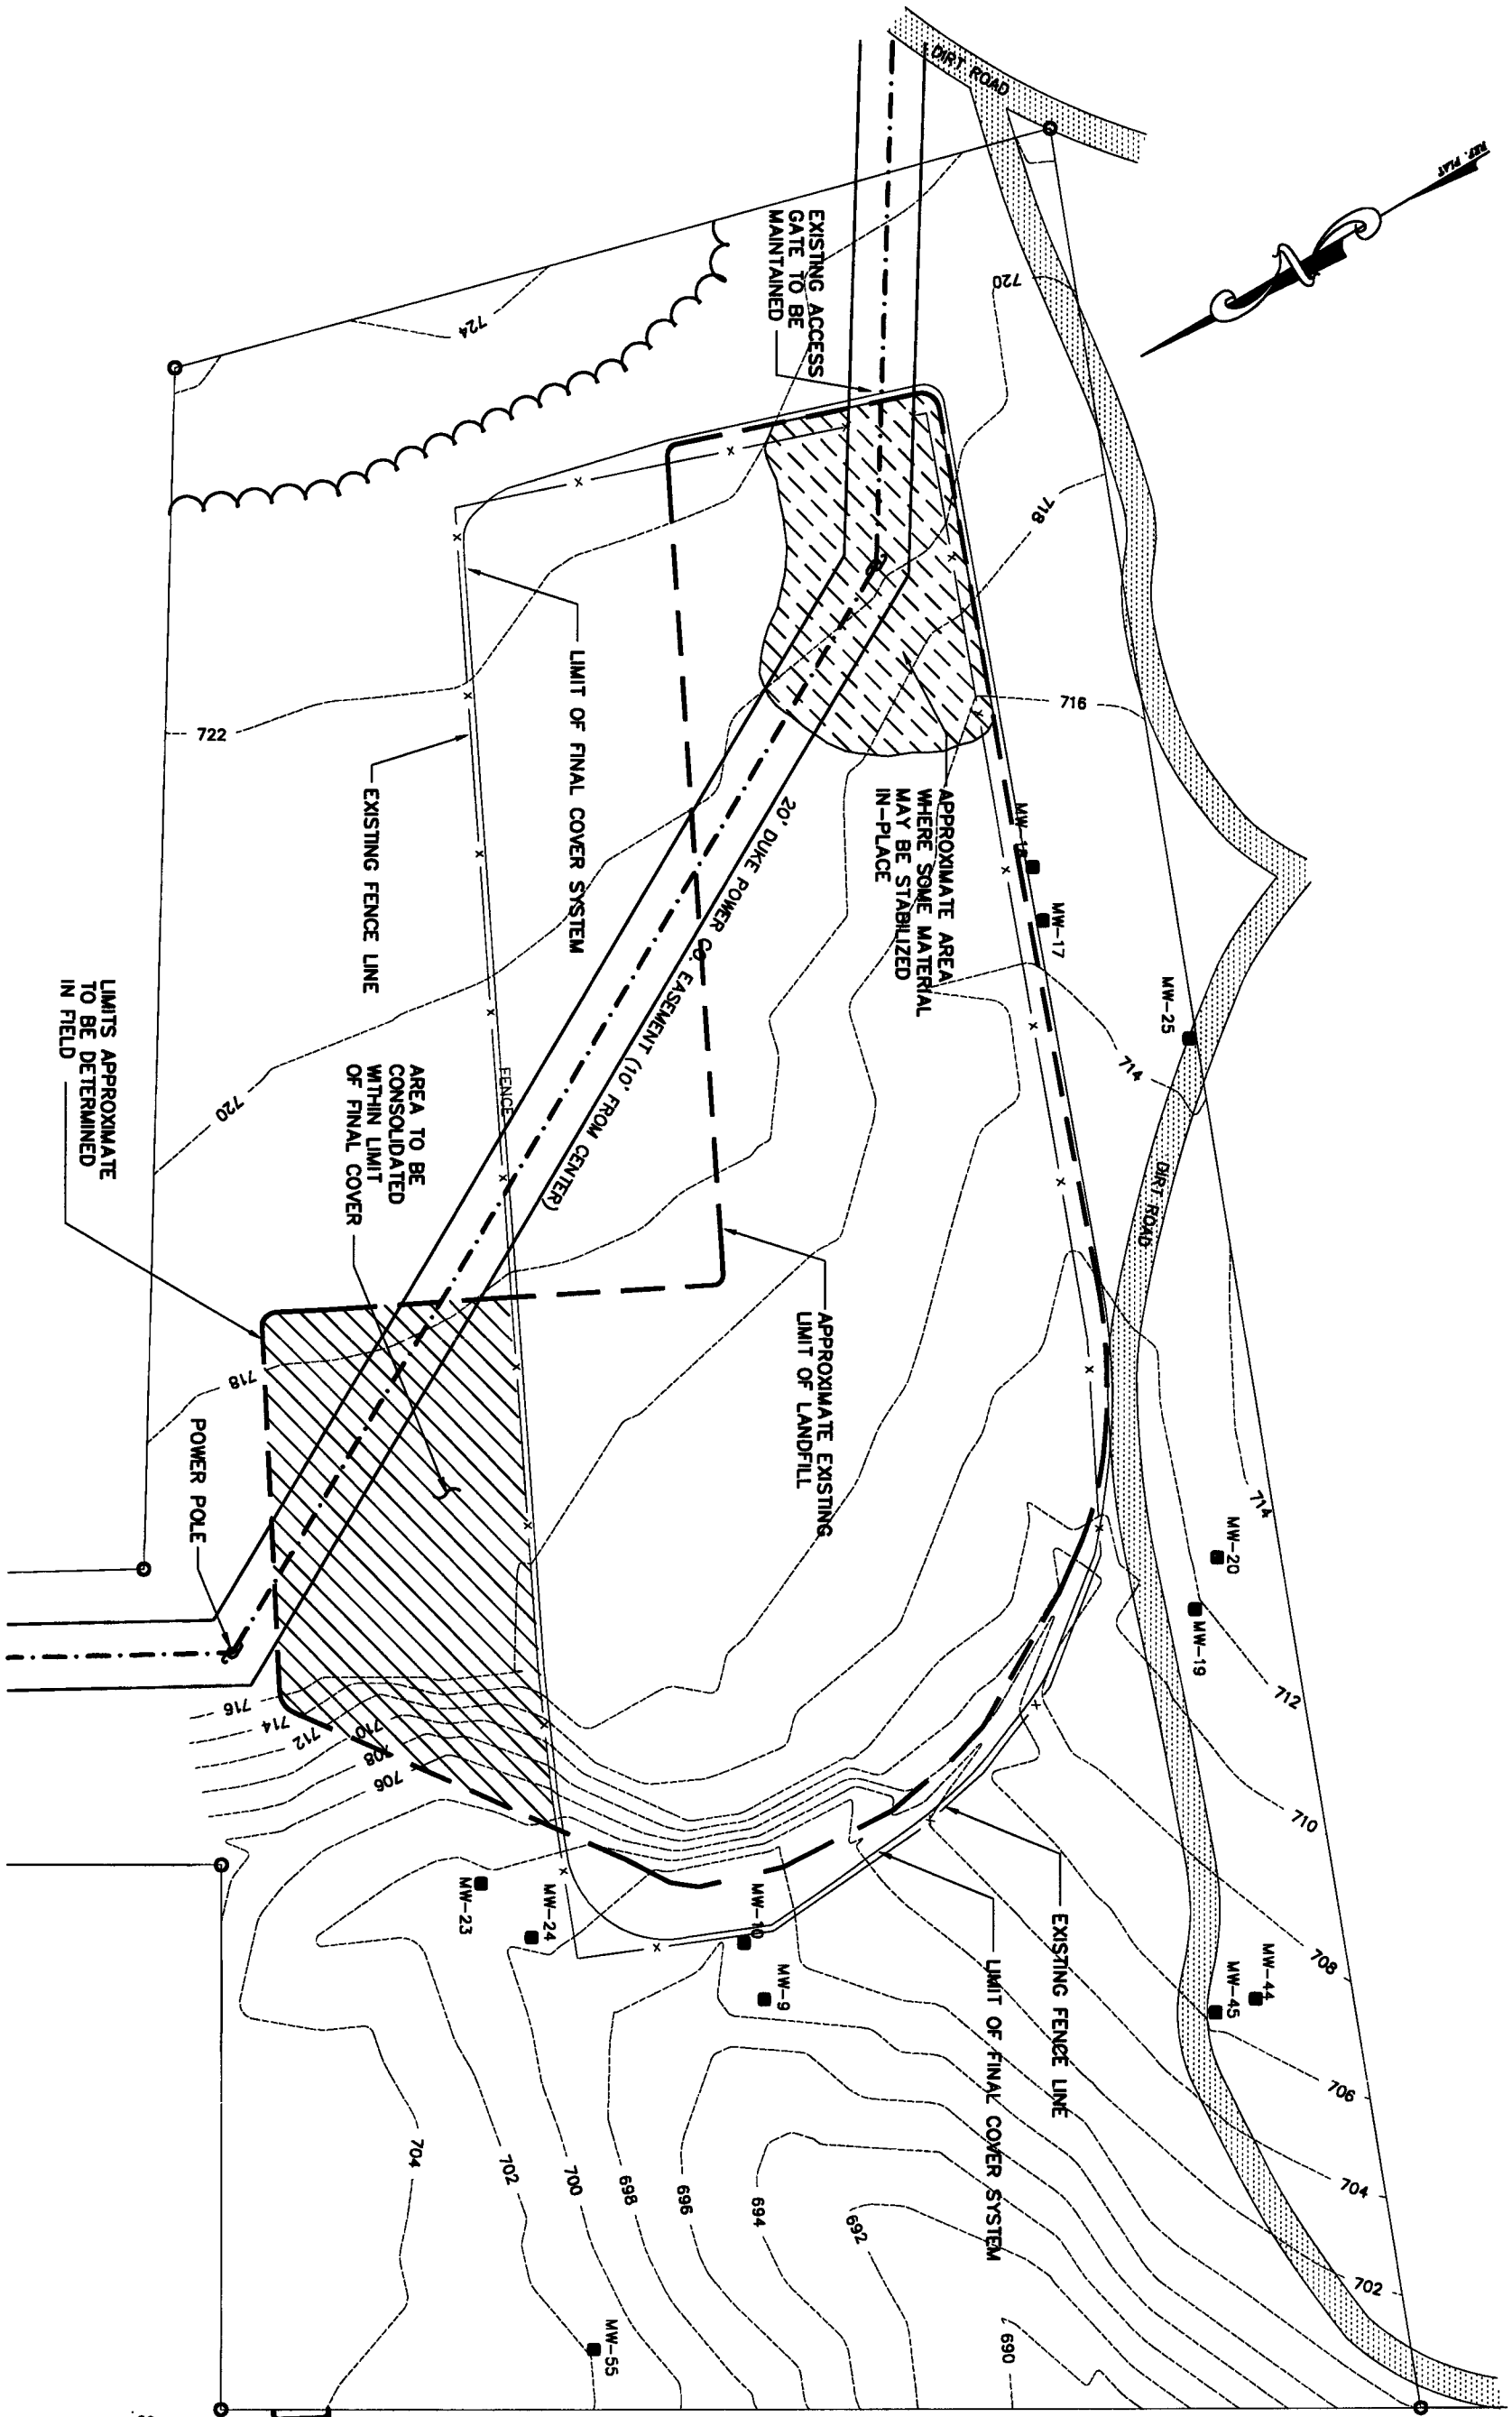 REF. PLAT
N
DIRT ROAD
EXISTING ACCESS
GATE TO BE
MAINTAINED
724
720
718
716
722
LIMIT OF FINAL COVER SYSTEM
EXISTING FENCE LINE
20' DUKE POWER CO. EASEMENT (10' FROM CENTER)
APPROXIMATE AREA
WHERE SOME MATERIAL
MAY BE STABILIZED
IN-PLACE
MW-17
MW-25
714
DIRT ROAD
720
FENCE
AREA TO BE
CONSOLIDATED
WITHIN LIMIT
OF FINAL COVER
LIMITS APPROXIMATE
TO BE DETERMINED
IN FIELD
APPROXIMATE EXISTING
LIMIT OF LANDFILL
718
POWER POLE
714
MW-20
MW-19
712
710
708
716
714
712
710
708
706
MW-23
MW-24
MW-10
MW-9
EXISTING FENCE LINE
LIMIT OF FINAL COVER SYSTEM
MW-44
MW-45
706
704
702
704
702
700
698
696
694
692
690
MW-55